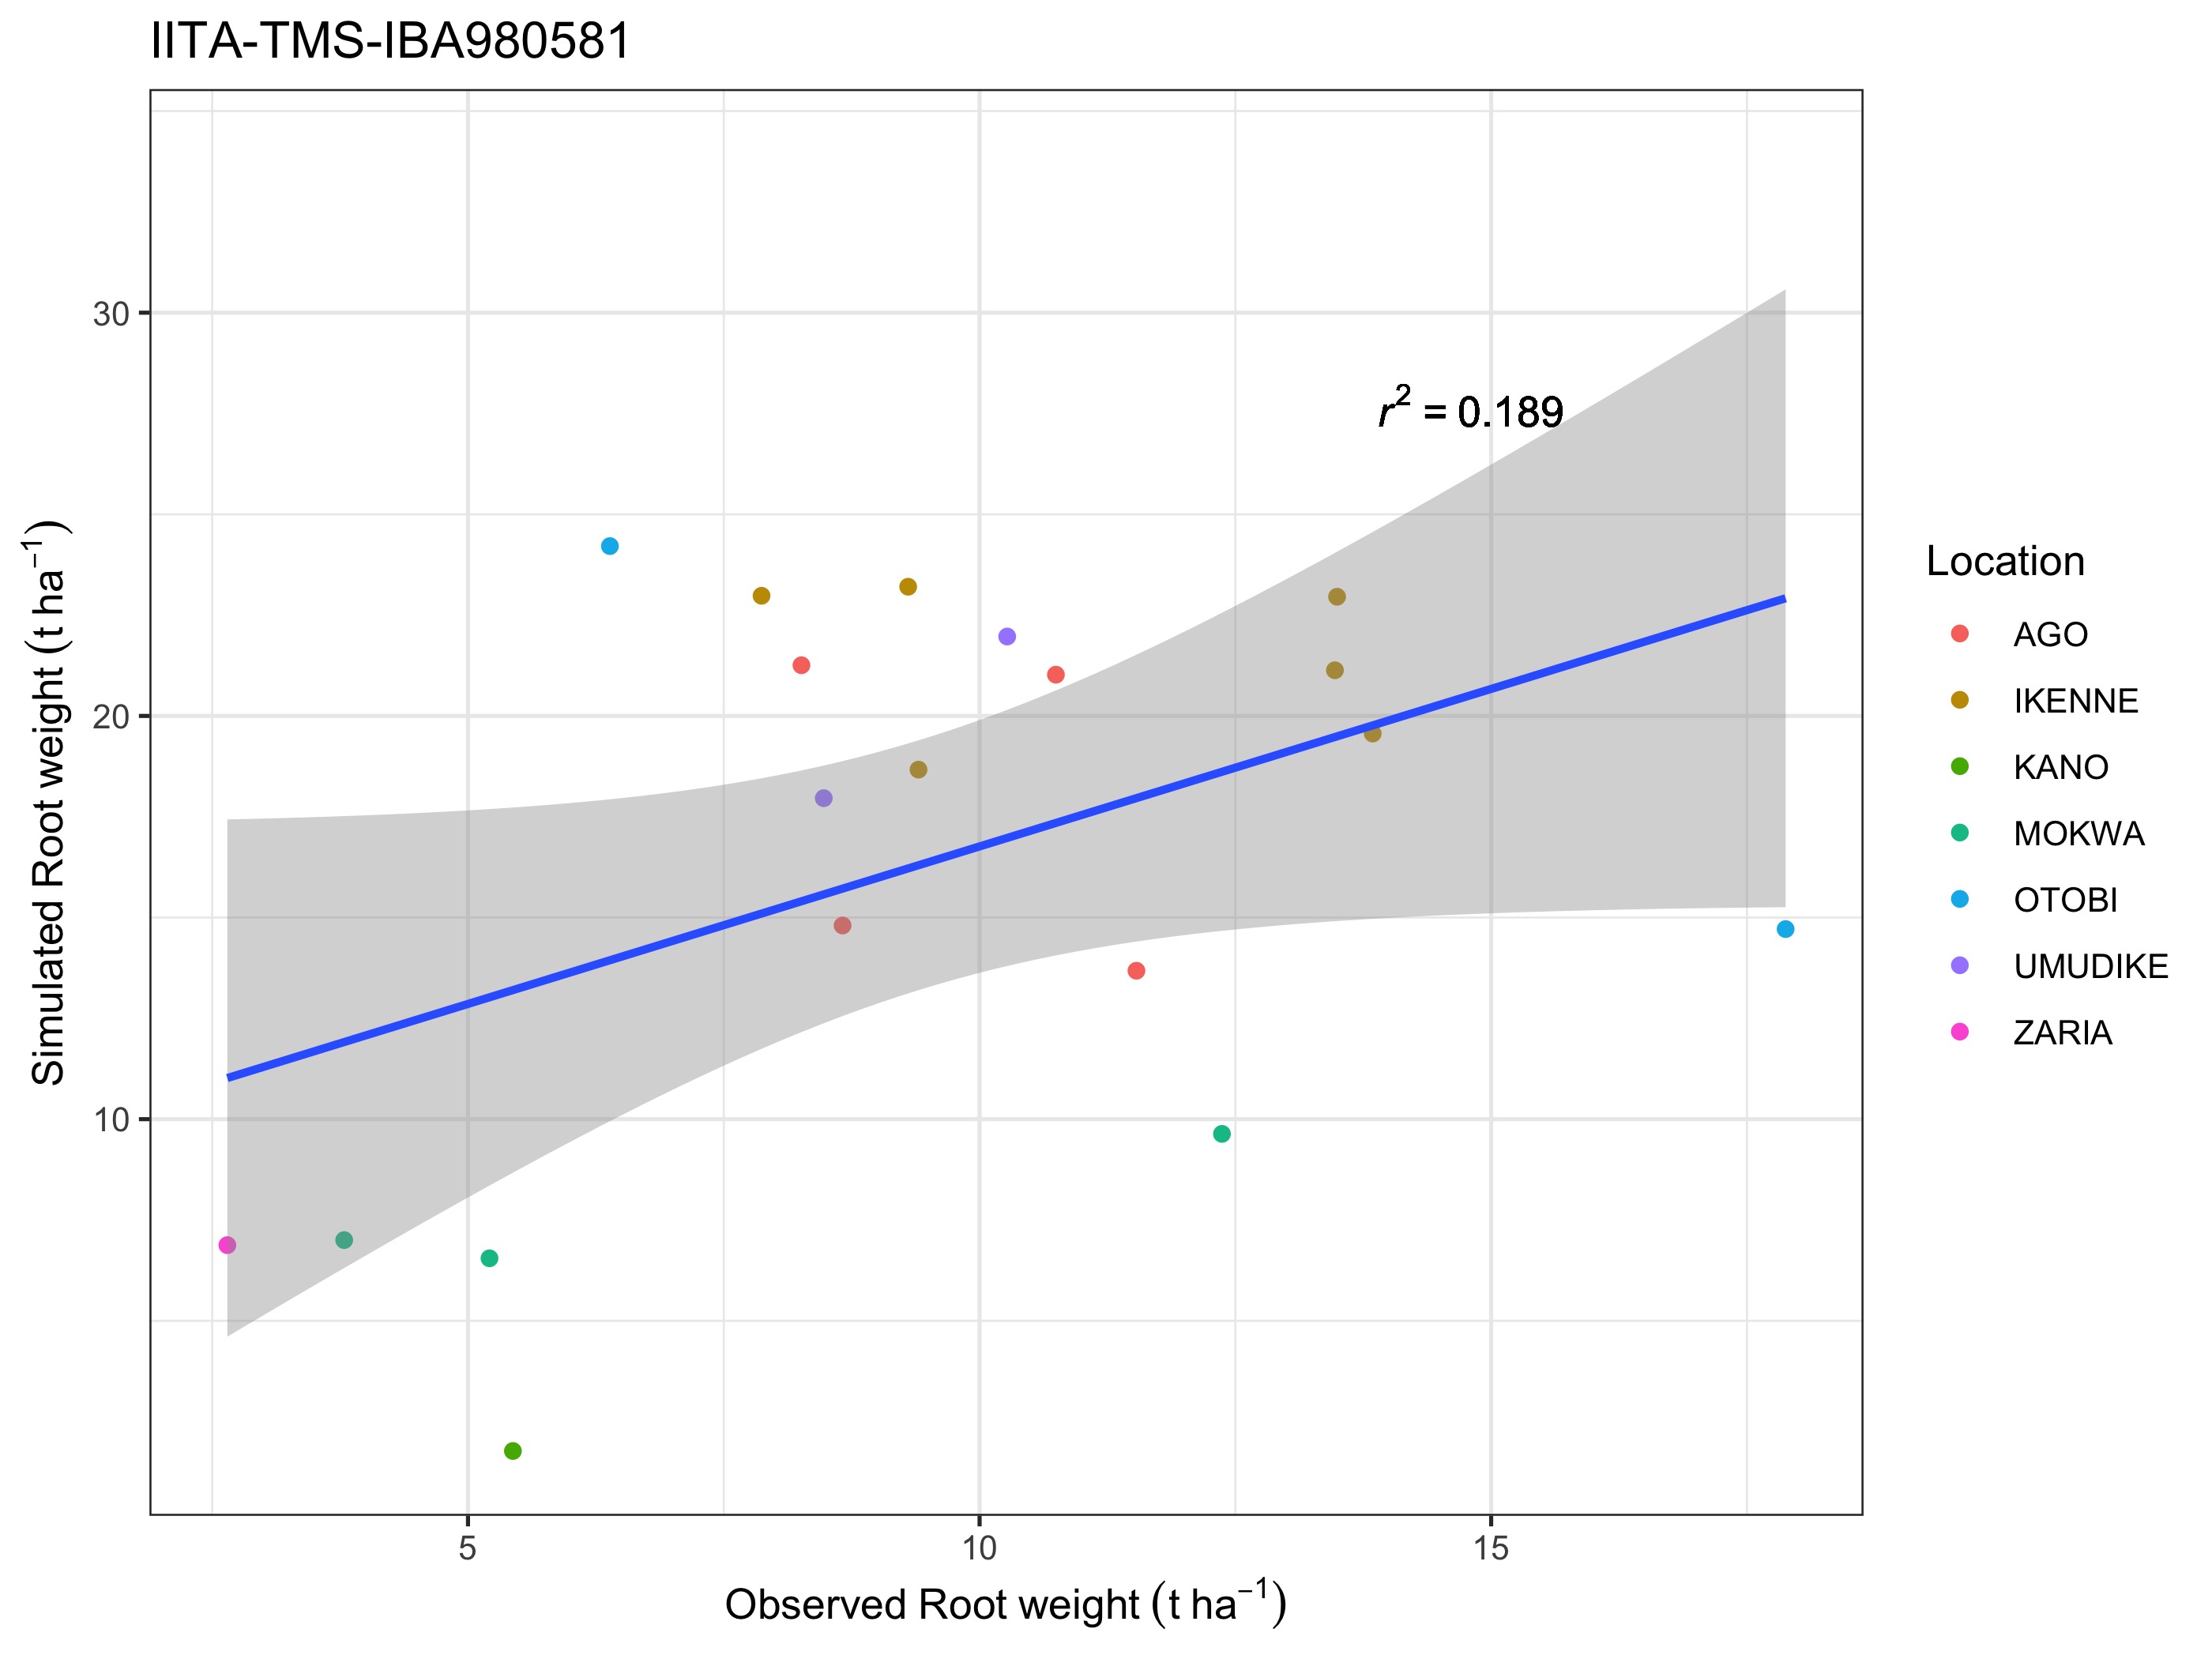 IITA-TMS-IBA980581
30
20
10
r² = 0.189
Simulated Root weight (t ha⁻¹)
5
10
15
Observed Root weight (t ha⁻¹)
Location
AGO
IKENNE
KANO
MOKWA
OTOBI
UMUDIKE
ZARIA